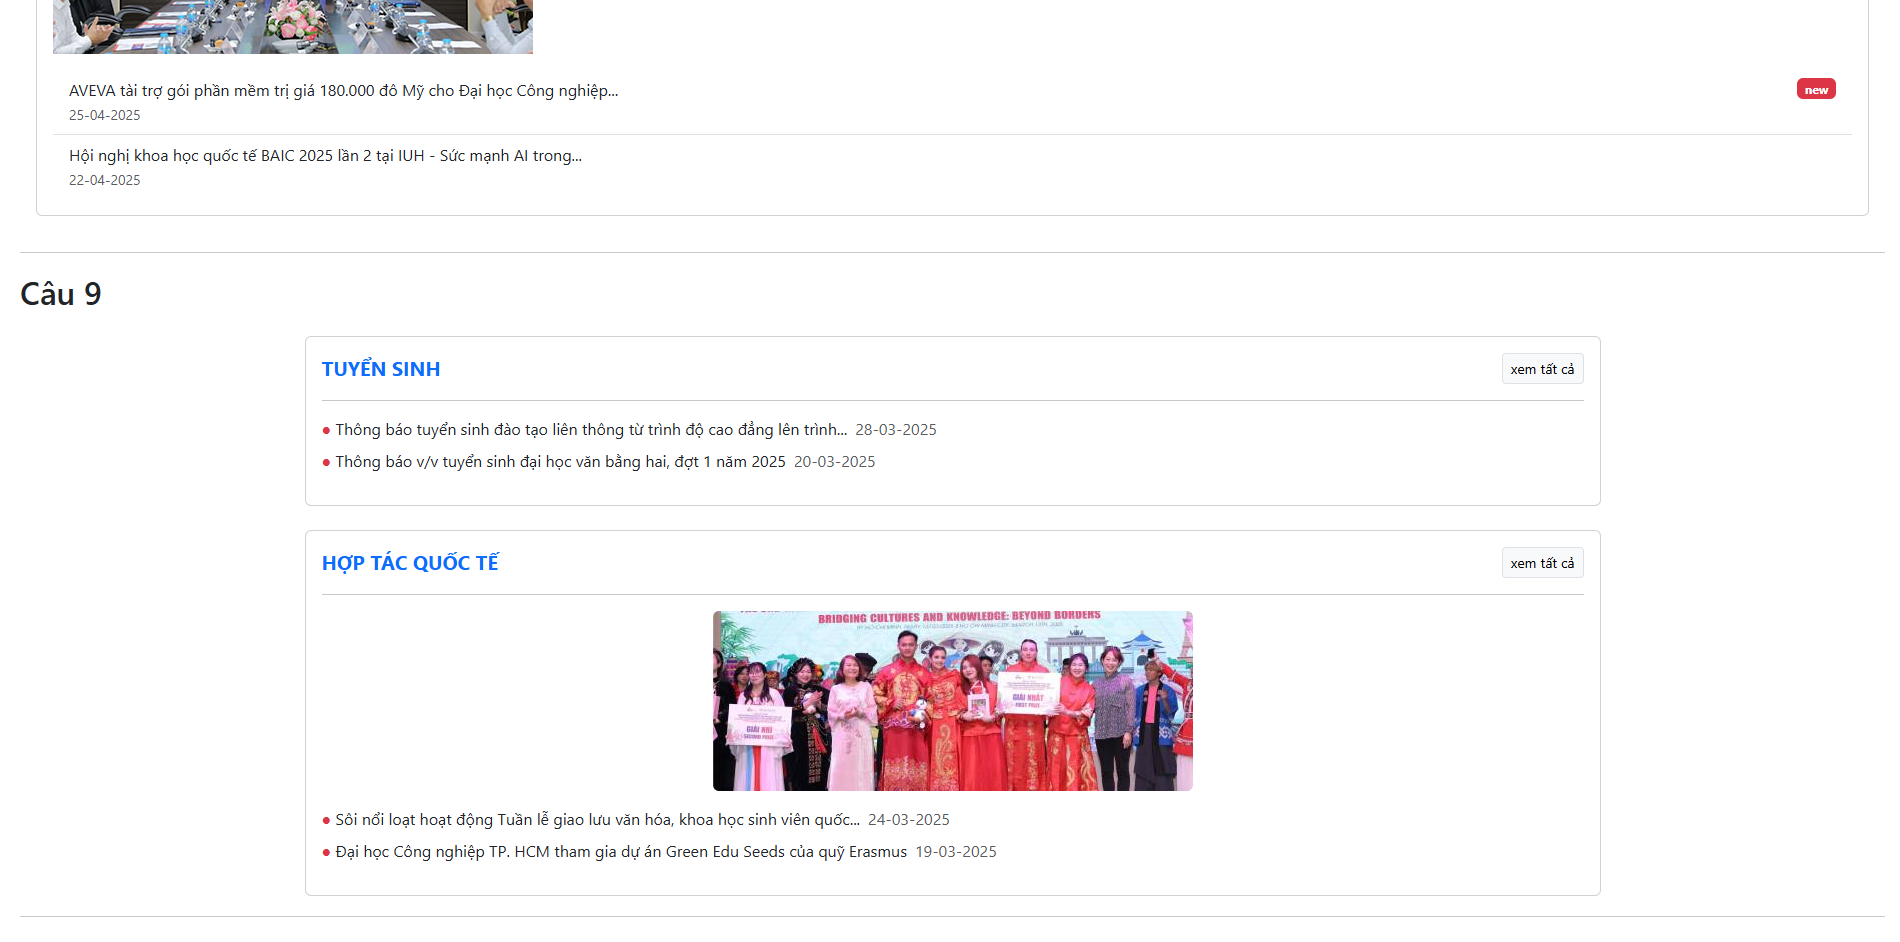 AVEVA tài trợ gói phần mềm trị giá 180.000 đô Mỹ cho Đại học Công nghiệp...
new
25-04-2025
Hội nghị khoa học quốc tế BAIC 2025 lần 2 tại IUH - Sức mạnh AI trong...
22-04-2025
Câu 9
TUYỂN SINH
xem tất cả
Thông báo tuyển sinh đào tạo liên thông từ trình độ cao đẳng lên trình... 28-03-2025
Thông báo v/v tuyển sinh đại học văn bằng hai, đợt 1 năm 2025 20-03-2025
HỢP TÁC QUỐC TẾ
xem tất cả
BRIDGING CULTURES AND KNOWLEDGE: BEYOND BORDERS
GIẢI NHẤT
FIRST PRIZE
GIẢI NHÌ
SECOND PRIZE
Sôi nổi loạt hoạt động Tuần lễ giao lưu văn hóa, khoa học sinh viên quốc... 24-03-2025
Đại học Công nghiệp TP. HCM tham gia dự án Green Edu Seeds của quỹ Erasmus 19-03-2025